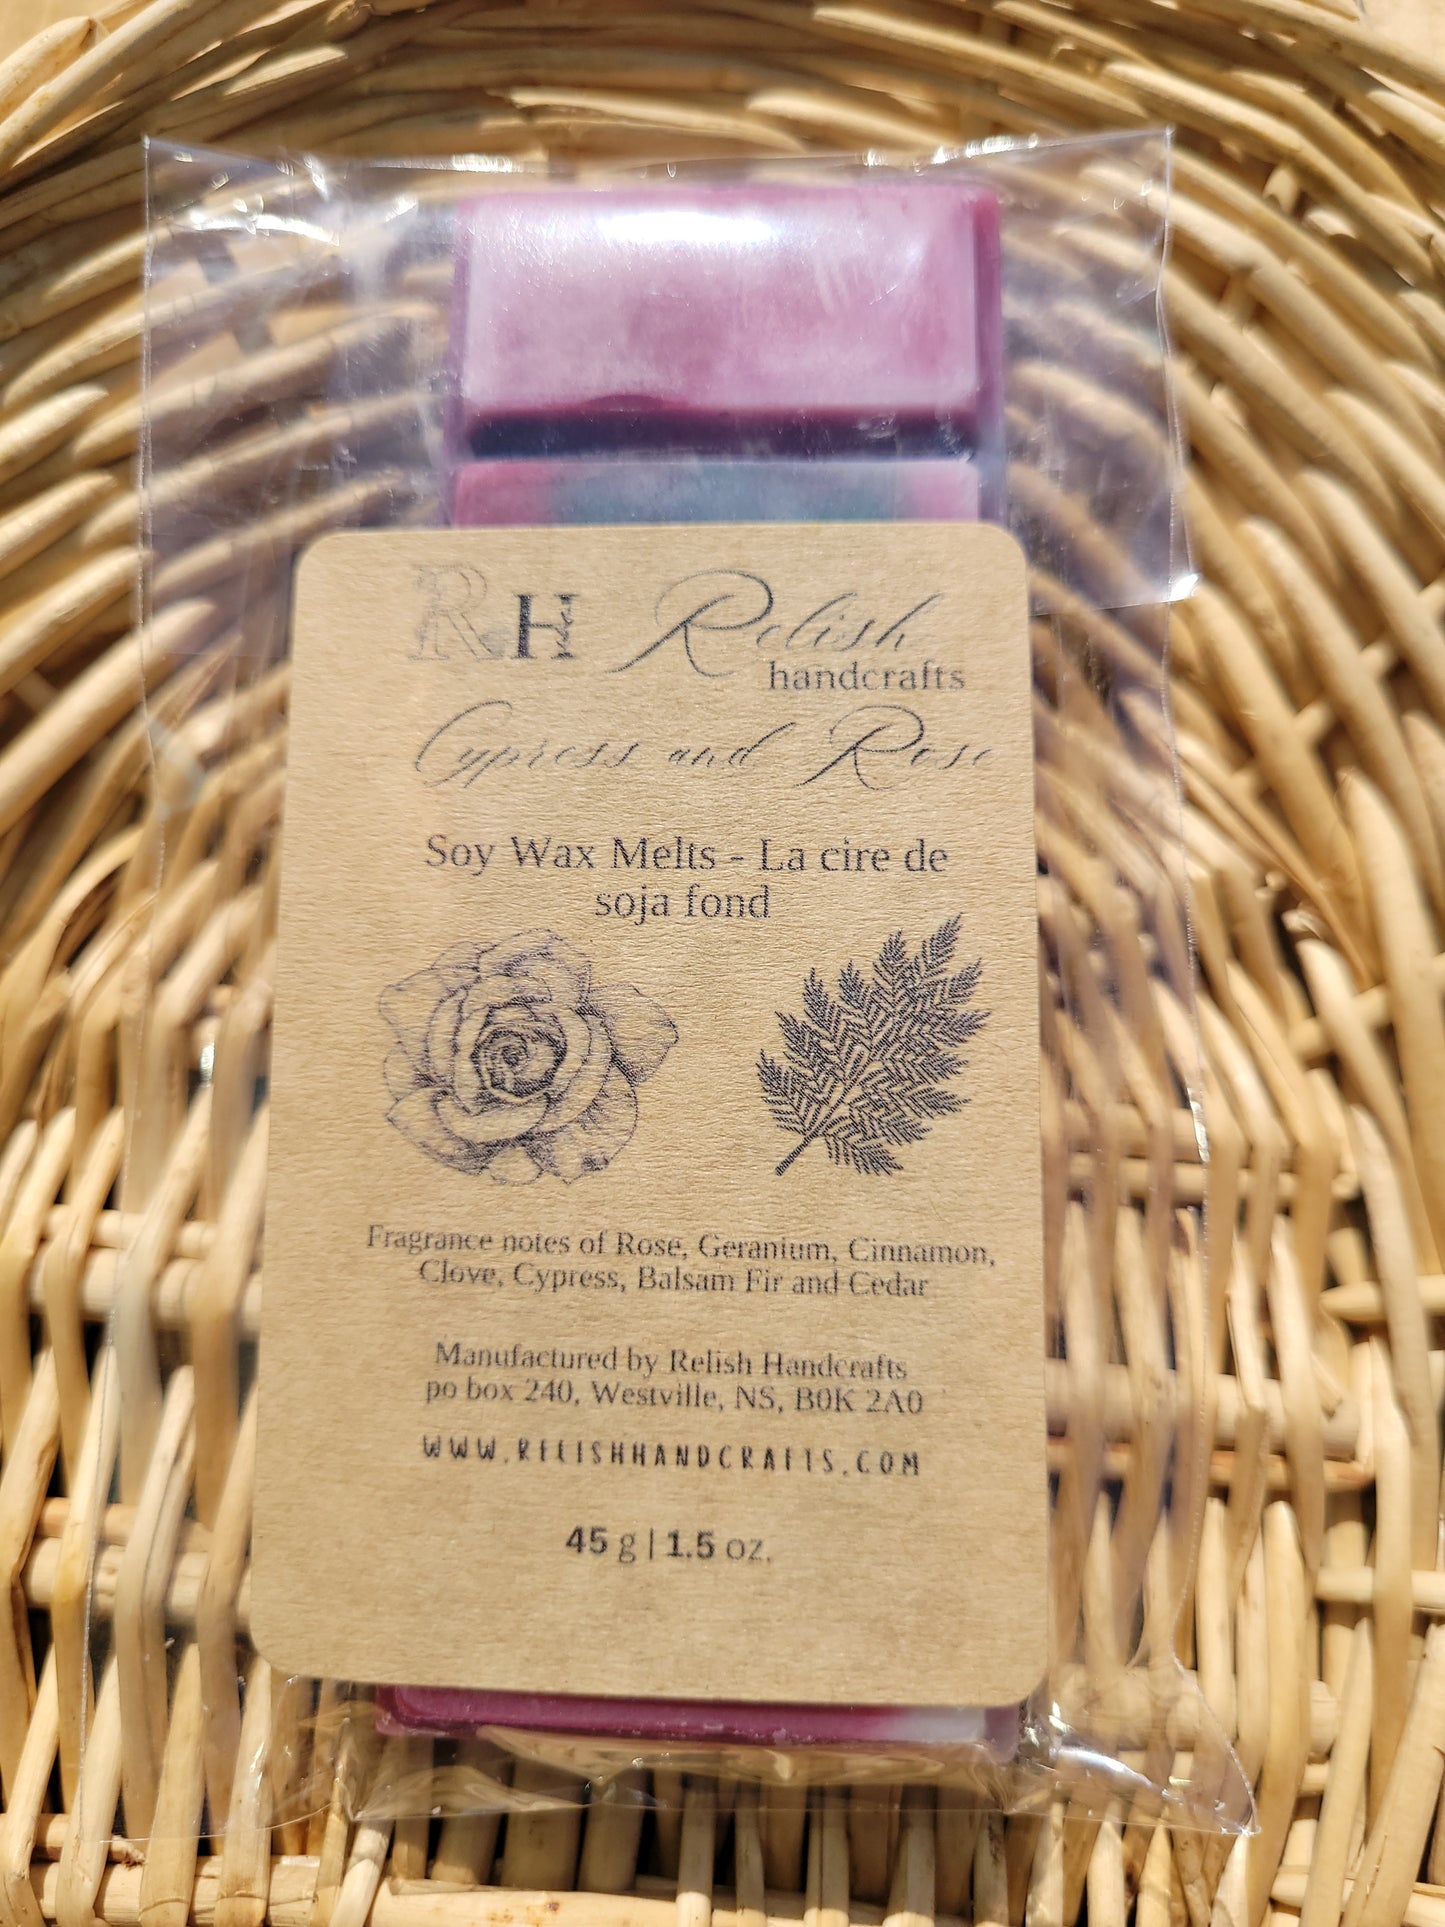 RH Relish
handcrafts
Cypress and Rose
Soy Wax Melts - La cire de
soja fond
Fragrance notes of Rose, Geranium, Cinnamon,
Clove, Cypress, Balsam Fir and Cedar
Manufactured by Relish Handcrafts
po box 240, Westville, NS, B0K 2A0
WWW.RELISHHANDCRAFTS.COM
45 g | 1.5 oz.